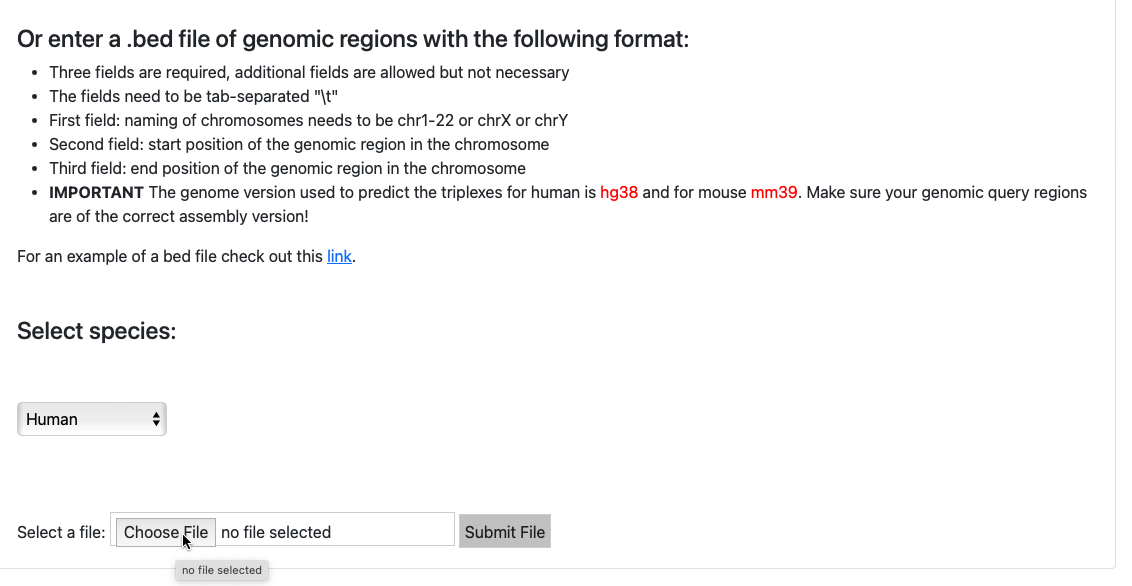 Or enter a .bed file of genomic regions with the following format:
• Three fields are required, additional fields are allowed but not necessary
• The fields need to be tab-separated "\t"
• First field: naming of chromosomes needs to be chr1-22 or chrX or chrY
• Second field: start position of the genomic region in the chromosome
• Third field: end position of the genomic region in the chromosome
• IMPORTANT The genome version used to predict the triplexes for human is hg38 and for mouse mm39. Make sure your genomic query regions
are of the correct assembly version!
For an example of a bed file check out this link.
Select species:
Human
Select a file: Choose File no file selected Submit File
no file selected